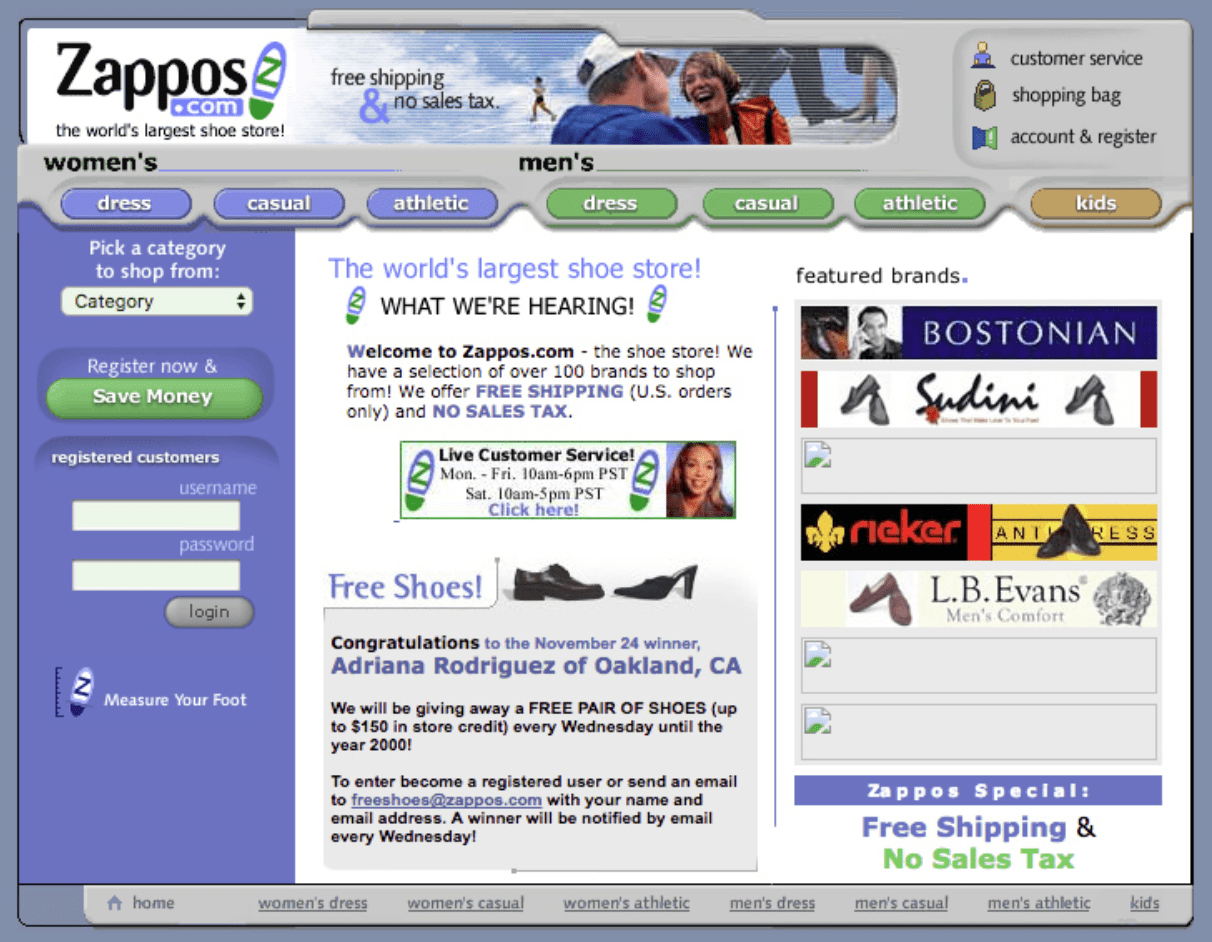 Zappos
.com
the world's largest shoe store!
free shipping
& no sales tax.
customer service
shopping bag
account & register
women's
men's
dress
casual
athletic
dress
casual
athletic
kids
Pick a category
to shop from:
Category
Register now &
Save Money
registered customers
username
password
login
Measure Your Foot
The world's largest shoe store!
WHAT WE'RE HEARING!
Welcome to Zappos.com - the shoe store! We
have a selection of over 100 brands to shop
from! We offer FREE SHIPPING (U.S. orders
only) and NO SALES TAX.
Live Customer Service!
Mon. - Fri. 10am-6pm PST
Sat. 10am-5pm PST
Click here!
Free Shoes!
Congratulations to the November 24 winner,
Adriana Rodriguez of Oakland, CA
We will be giving away a FREE PAIR OF SHOES (up
to $150 in store credit) every Wednesday until the
year 2000!
To enter become a registered user or send an email
to freeshoes@zappos.com with your name and
email address. A winner will be notified by email
every Wednesday!
featured brands.
BOSTONIAN
Sudini
Shoes That Make Love To Your Feet
rieker
ANTISTRESS
L.B.Evans®
Men's Comfort
Zappos Special:
Free Shipping &
No Sales Tax
home
women's dress
women's casual
women's athletic
men's dress
men's casual
men's athletic
kids